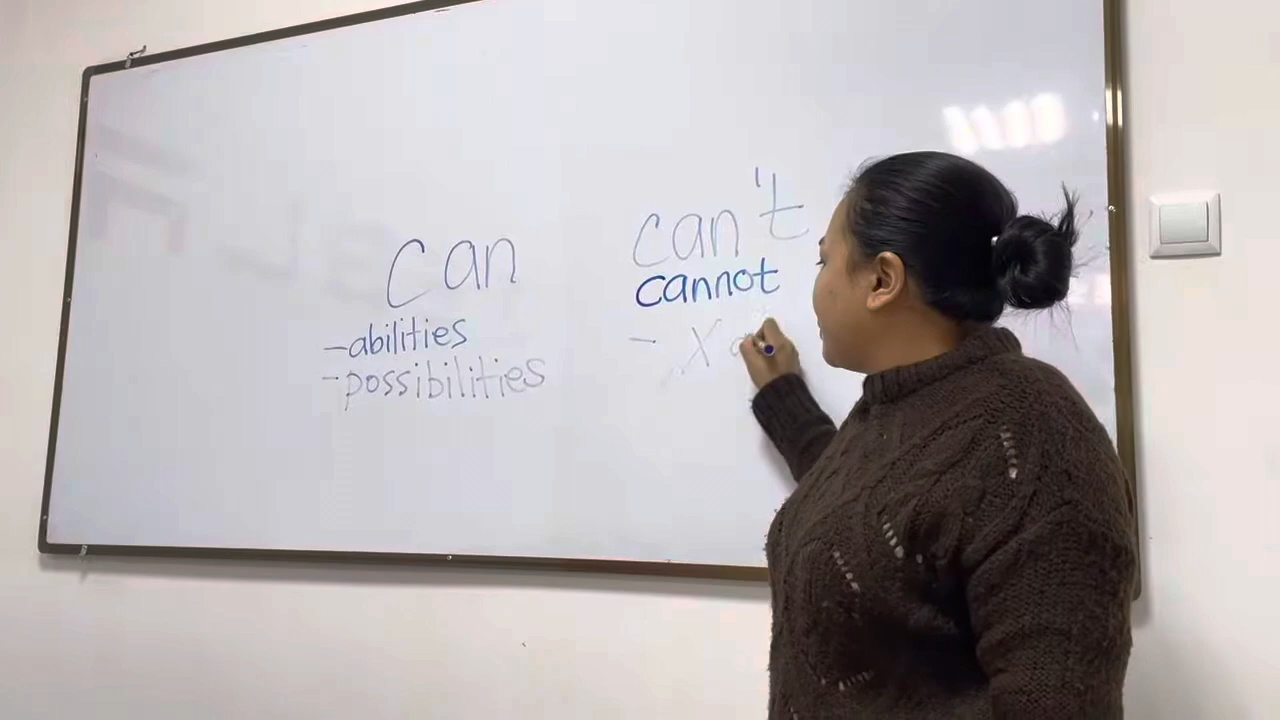 can
- abilities
- possibilities
can't
cannot
- X